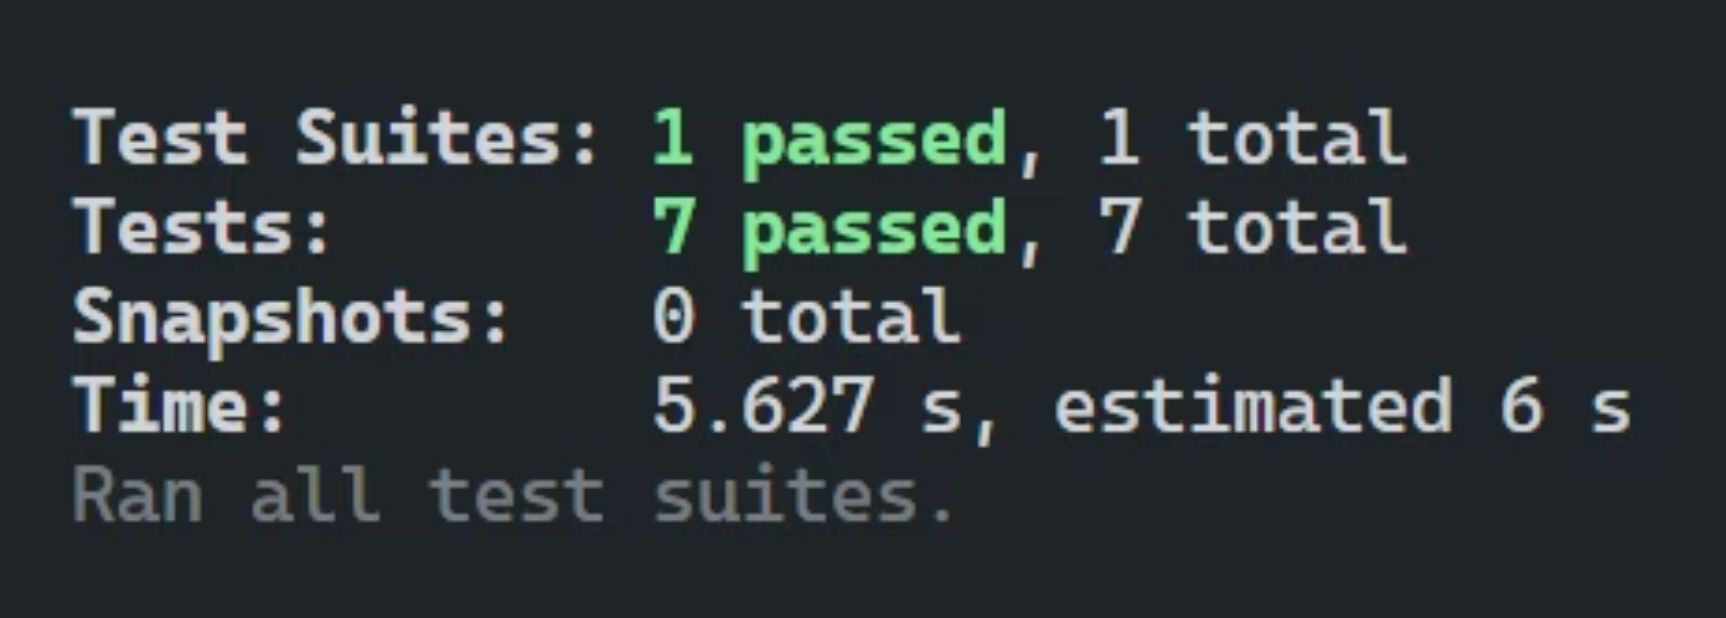 Test Suites: 1 passed, 1 total
Tests: 7 passed, 7 total
Snapshots: 0 total
Time: 5.627 s, estimated 6 s
Ran all test suites.